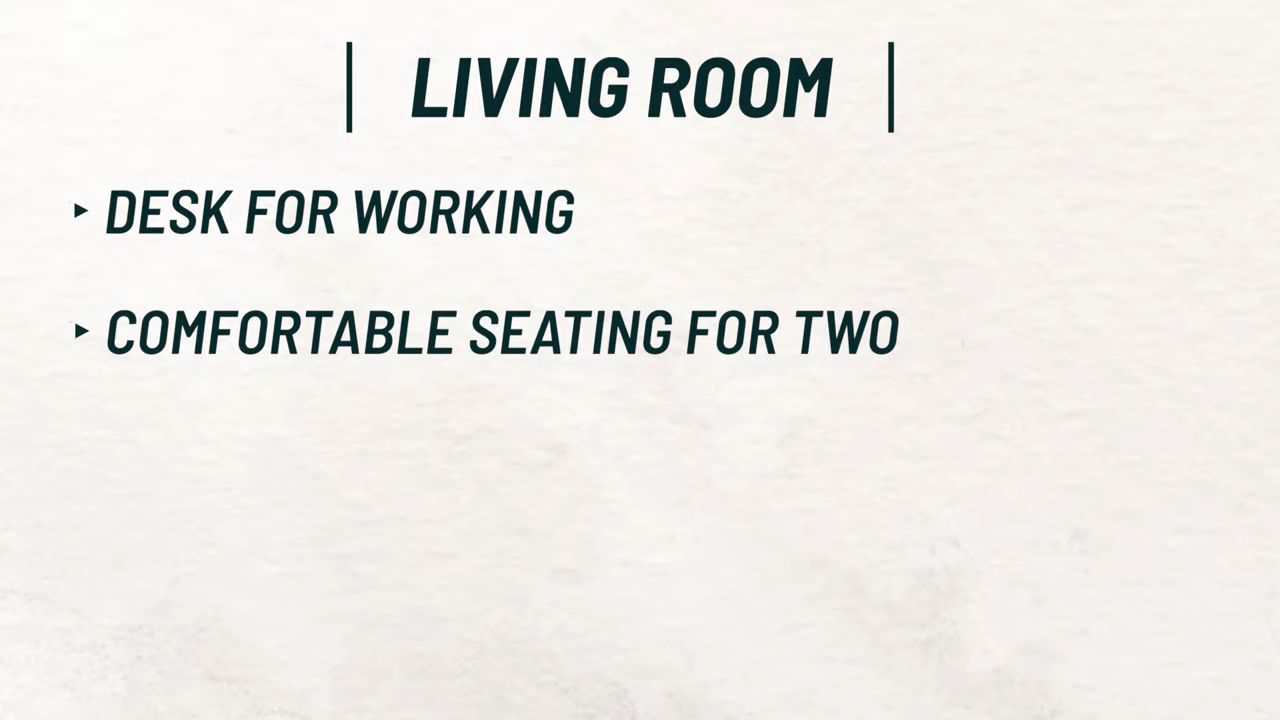 LIVING ROOM
▸ DESK FOR WORKING
▸ COMFORTABLE SEATING FOR TWO